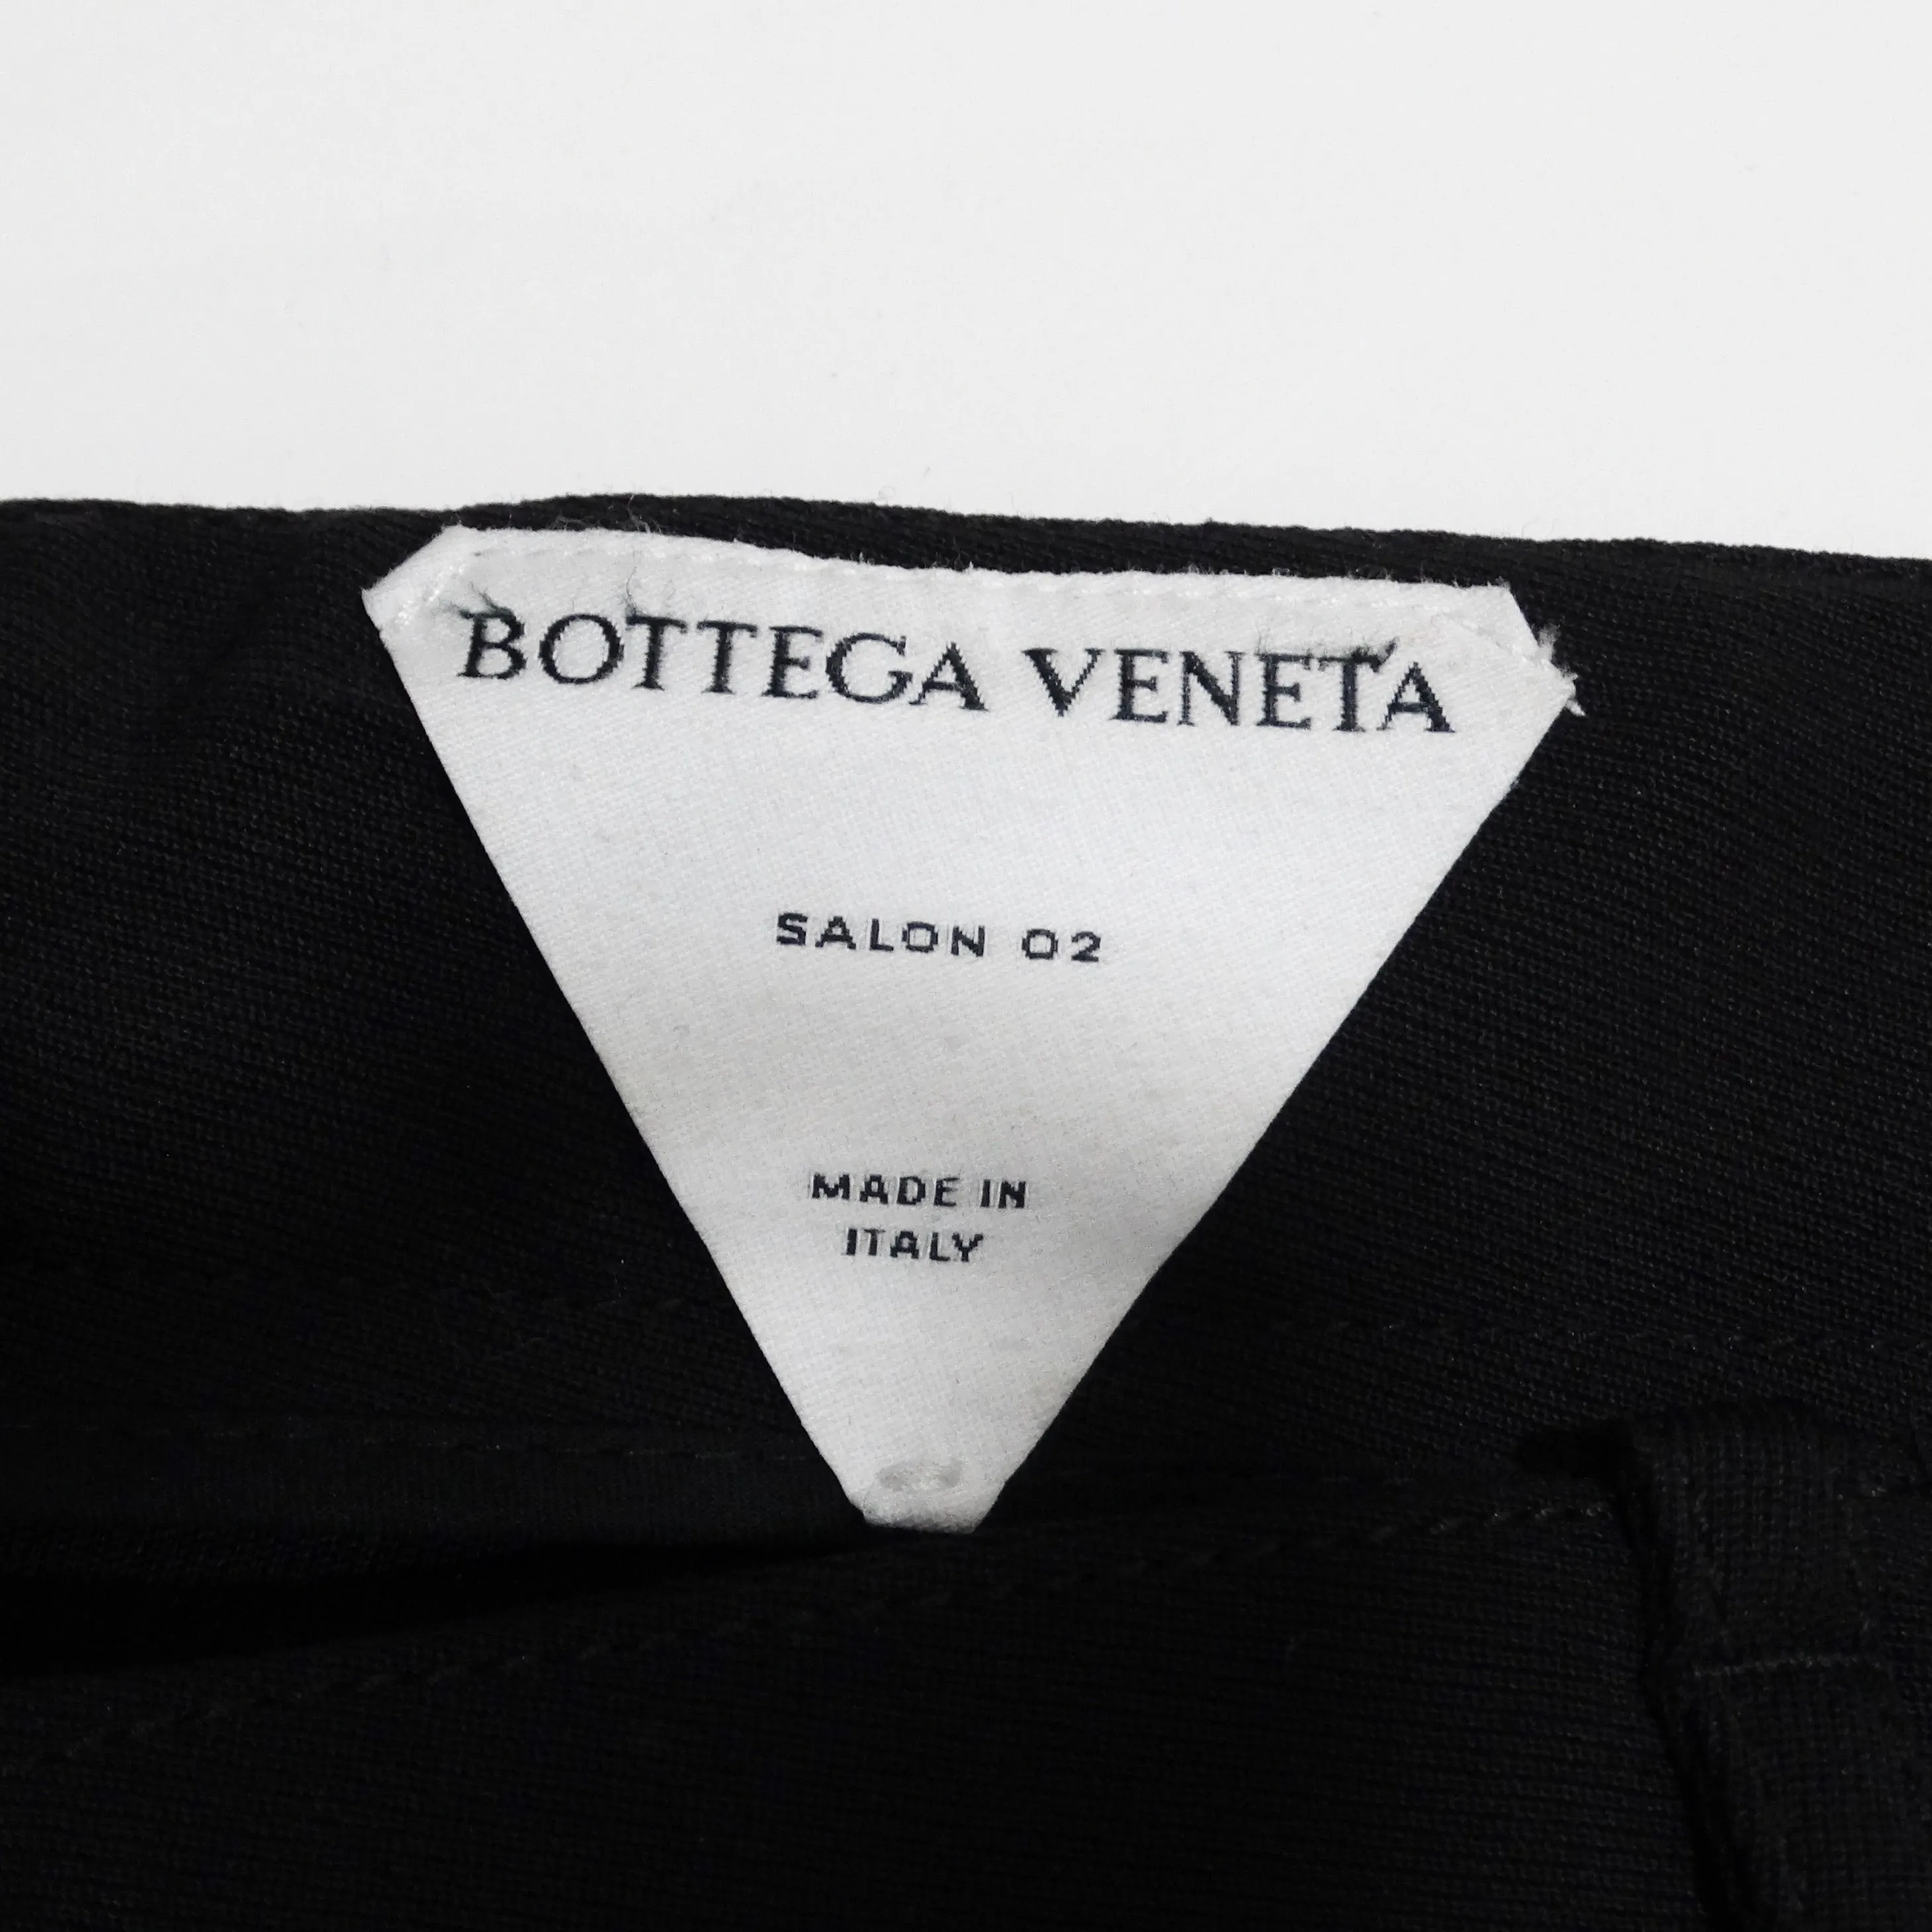 BOTTEGA VENETA
SALON 02
MADE IN
ITALY